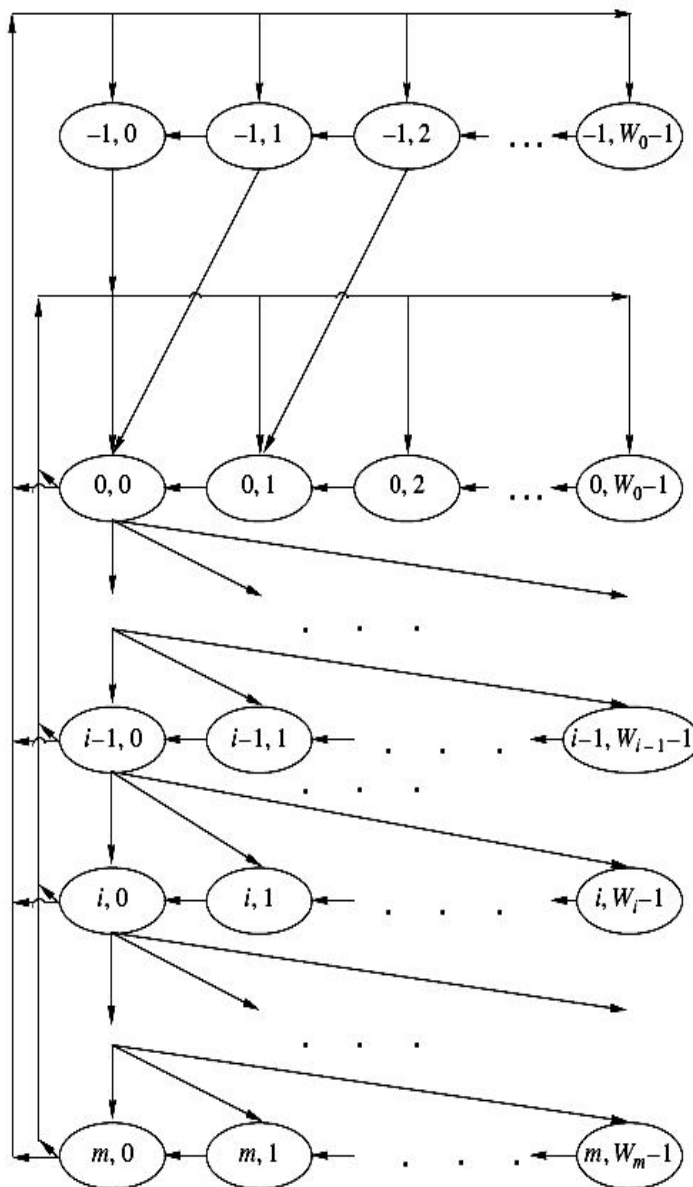 –1, 0 –1, 1 –1, 2 ... –1, W₀–1
0, 0 0, 1 0, 2 ... 0, W₀–1
. . .
i–1, 0 i–1, 1 . . . i–1, Wᵢ₋₁–1
. . .
i, 0 i, 1 . . . i, Wᵢ–1
. . .
m, 0 m, 1 . . . m, Wₘ–1